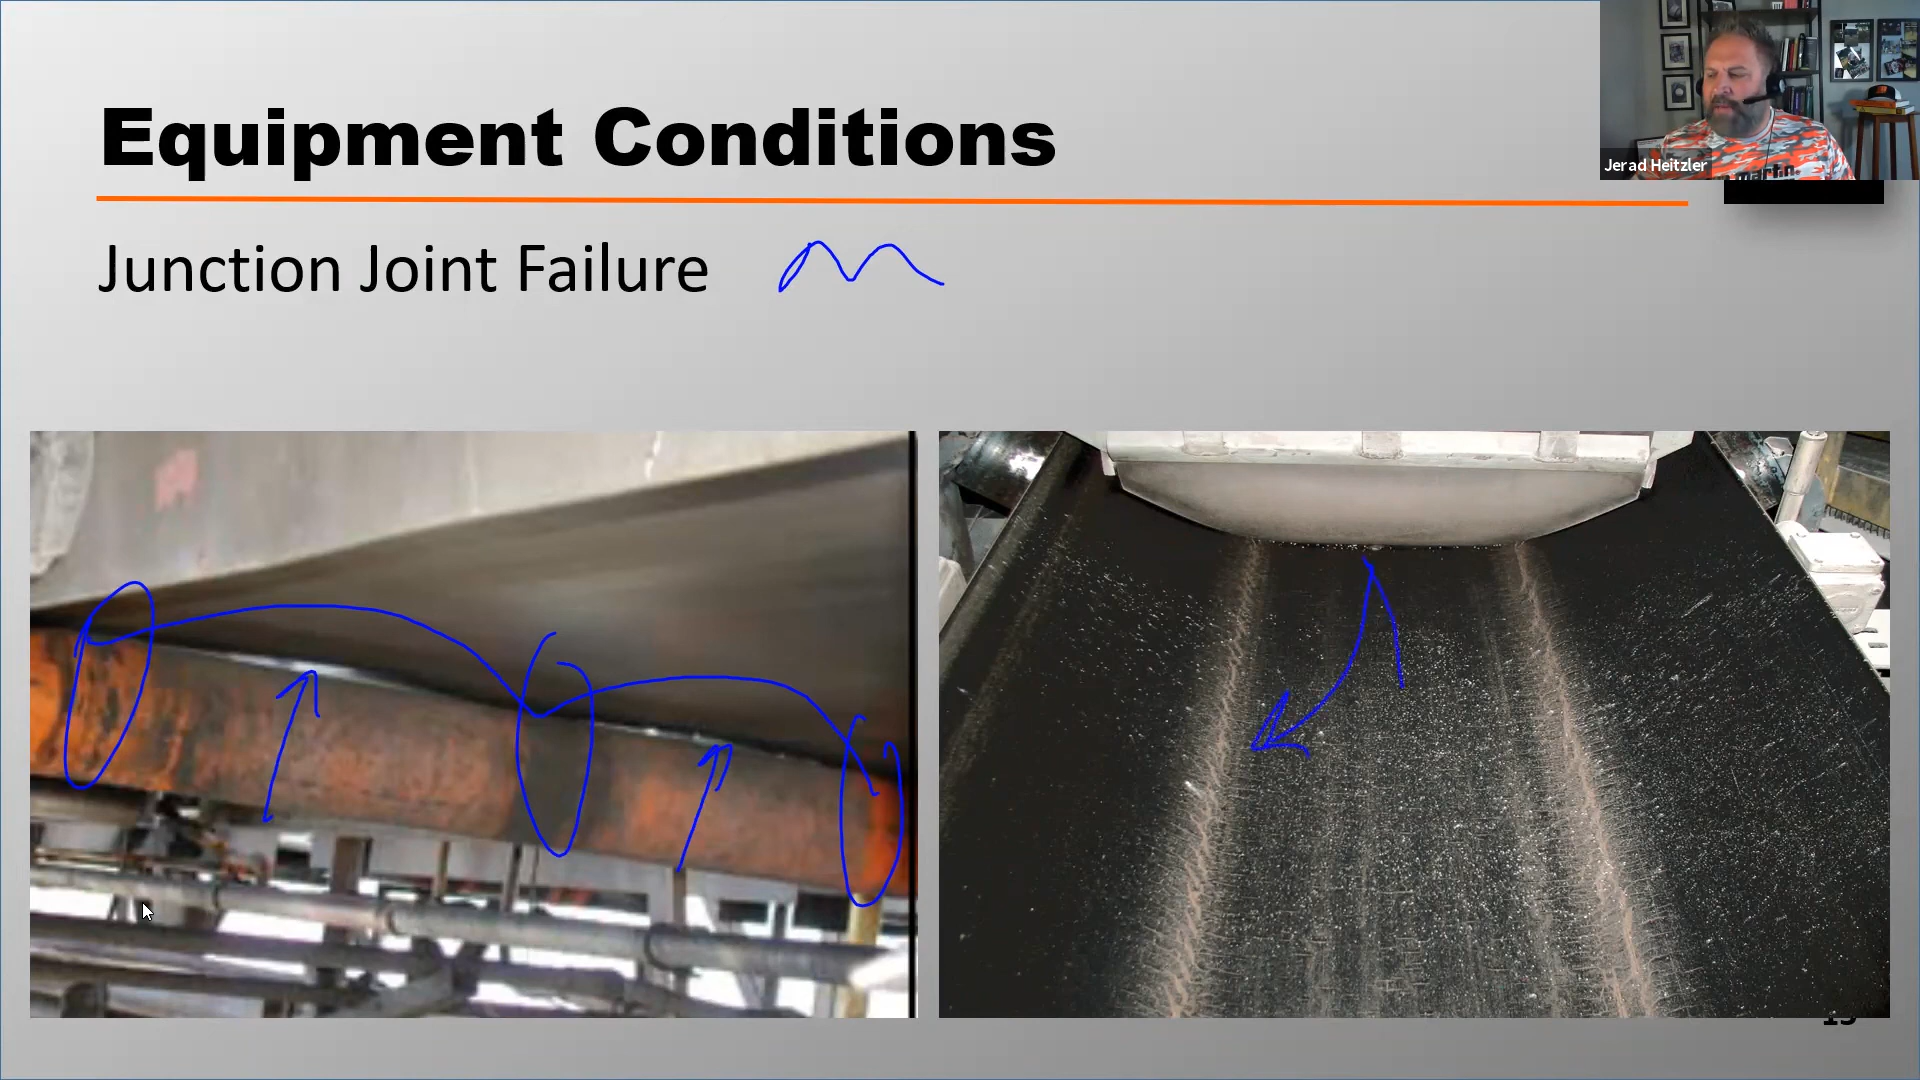 Equipment Conditions
Jerad Heitzler
Junction Joint Failure